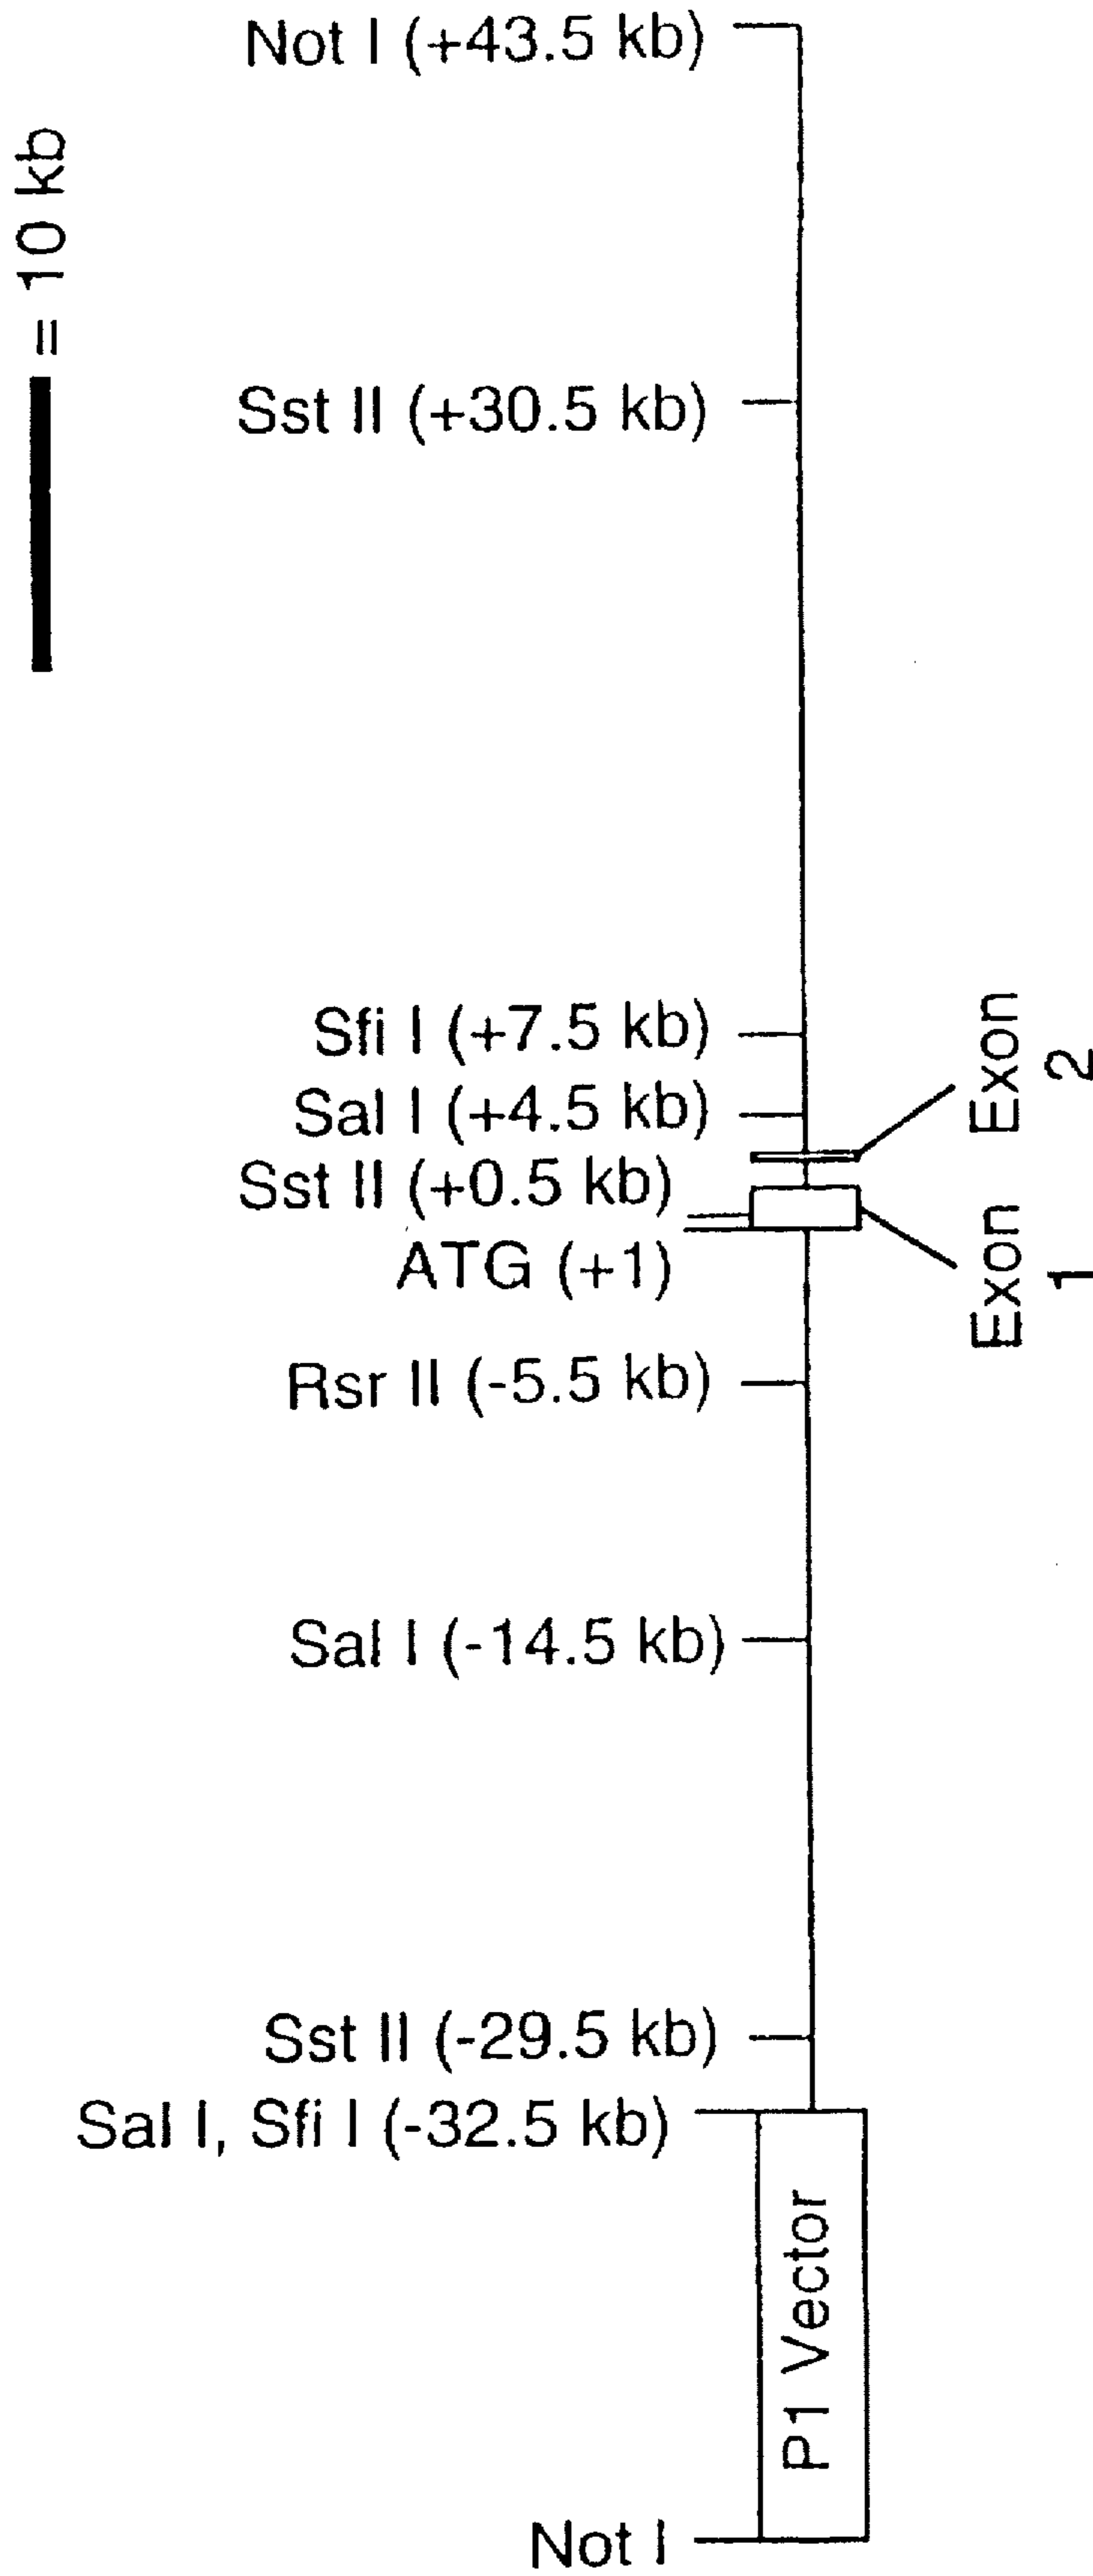 = 10 kb
Not I (+43.5 kb)
Sst II (+30.5 kb)
Sfi I (+7.5 kb)
Sal I (+4.5 kb)
Sst II (+0.5 kb)
ATG (+1)
Exon
2
Exon
1
Rsr II (-5.5 kb)
Sal I (-14.5 kb)
Sst II (-29.5 kb)
Sal I, Sfi I (-32.5 kb)
P1 Vector
Not I